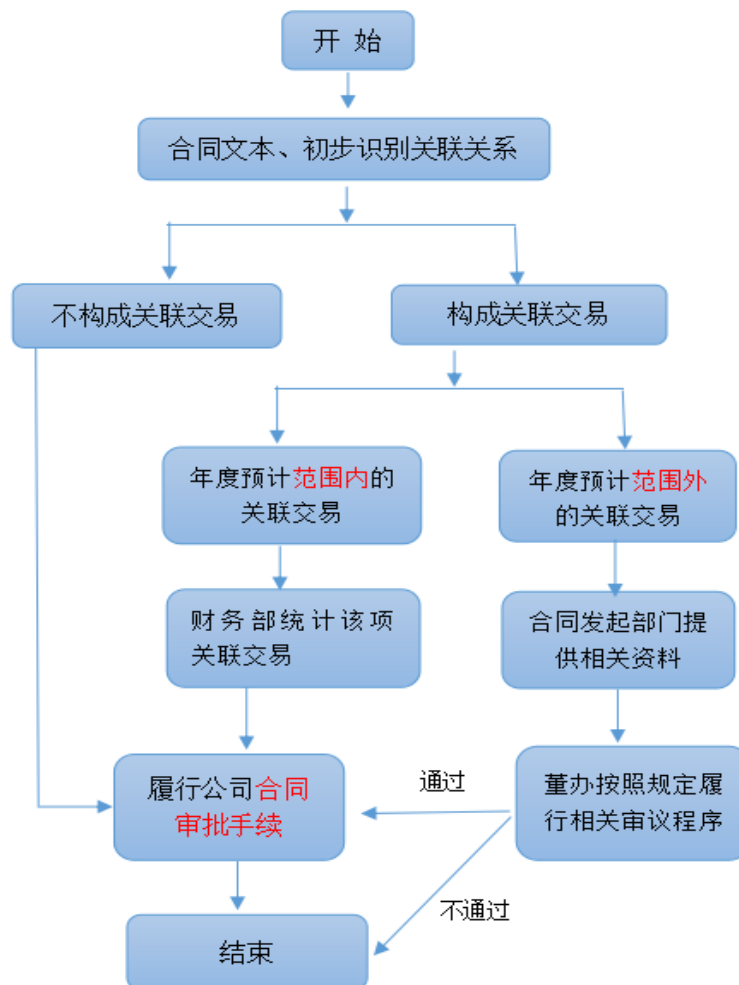 开 始
合同文本、初步识别关联关系
不构成关联交易
构成关联交易
年度预计范围内的
关联交易
年度预计范围外
的关联交易
财务部统计该项
关联交易
合同发起部门提
供相关资料
履行公司合同
审批手续
通过
董办按照规定履
行相关审议程序
不通过
结束